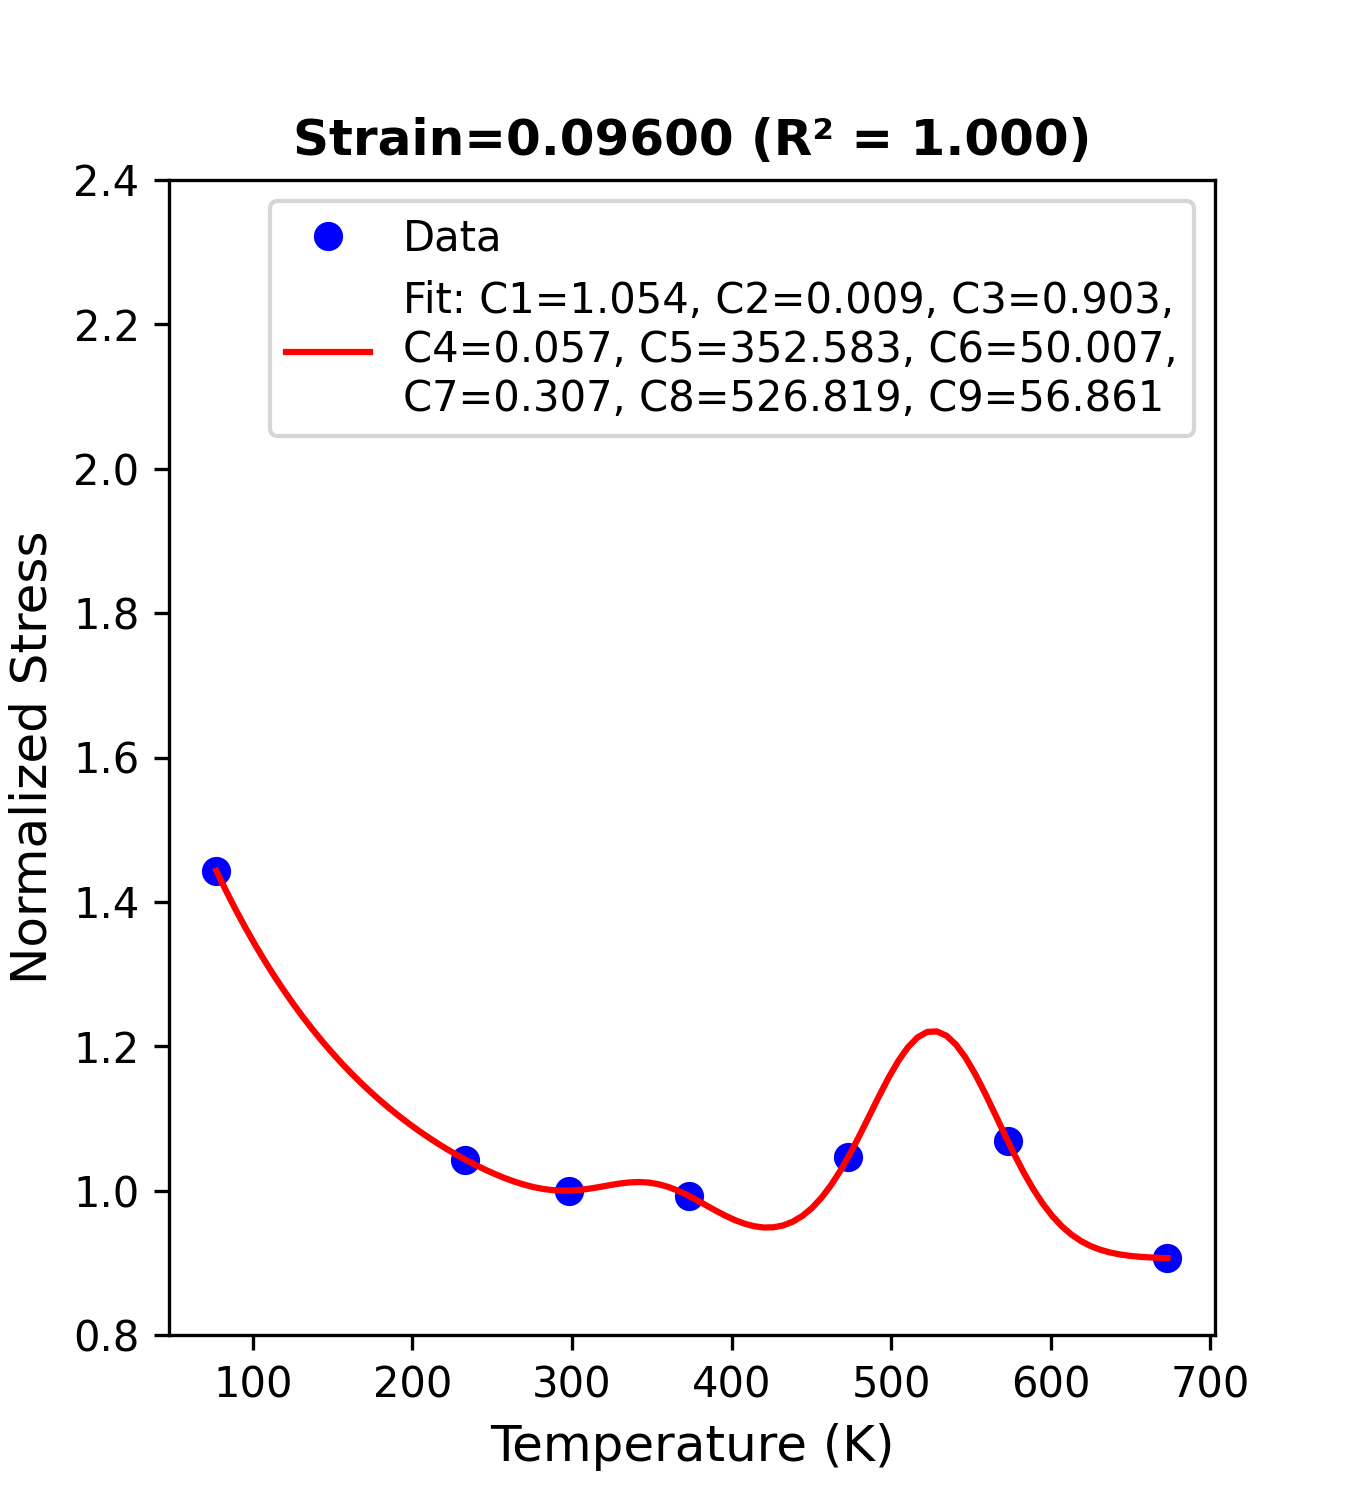 Strain=0.09600 (R² = 1.000)
2.4
2.2
2.0
1.8
1.6
1.4
1.2
1.0
0.8
Normalized Stress
Data
Fit: C1=1.054, C2=0.009, C3=0.903,
C4=0.057, C5=352.583, C6=50.007,
C7=0.307, C8=526.819, C9=56.861
100 200 300 400 500 600 700
Temperature (K)